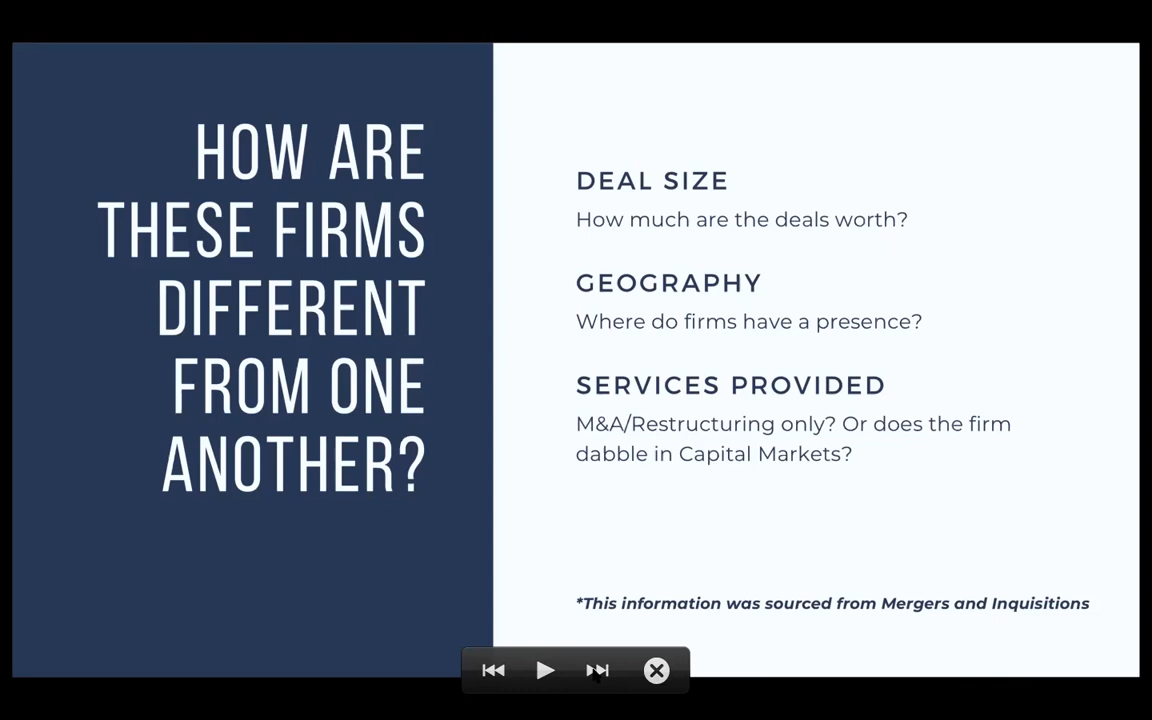 HOW ARE
THESE FIRMS
DIFFERENT
FROM ONE
ANOTHER?
DEAL SIZE
How much are the deals worth?
GEOGRAPHY
Where do firms have a presence?
SERVICES PROVIDED
M&A/Restructuring only? Or does the firm
dabble in Capital Markets?
*This information was sourced from Mergers and Inquisitions